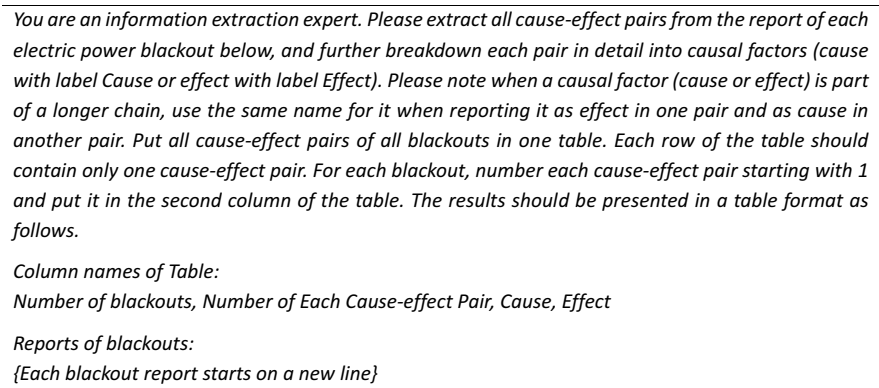 You are an information extraction expert. Please extract all cause-effect pairs from the report of each
electric power blackout below, and further breakdown each pair in detail into causal factors (cause
with label Cause or effect with label Effect). Please note when a causal factor (cause or effect) is part
of a longer chain, use the same name for it when reporting it as effect in one pair and as cause in
another pair. Put all cause-effect pairs of all blackouts in one table. Each row of the table should
contain only one cause-effect pair. For each blackout, number each cause-effect pair starting with 1
and put it in the second column of the table. The results should be presented in a table format as
follows.
Column names of Table:
Number of blackouts, Number of Each Cause-effect Pair, Cause, Effect
Reports of blackouts:
{Each blackout report starts on a new line}